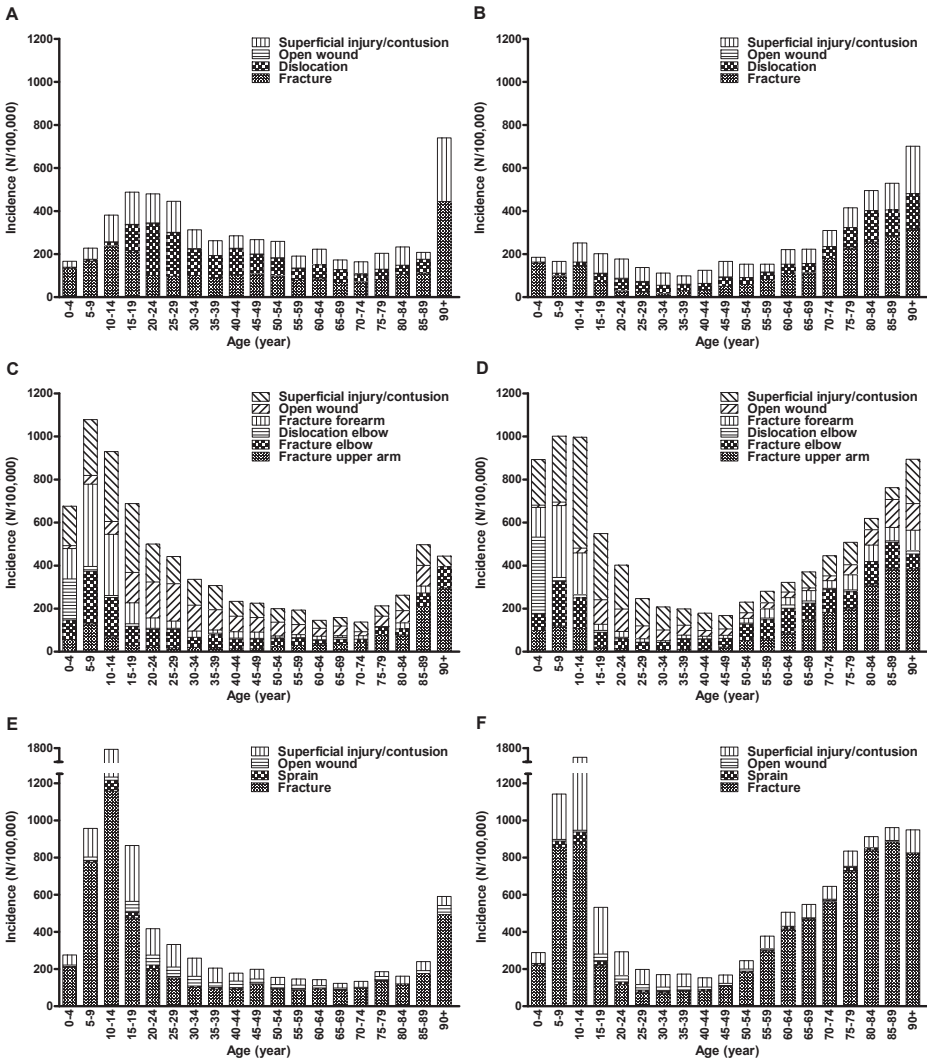 A
Incidence (N/100,000)
1200
1000
800
600
400
200
0
Superficial injury/contusion
Open wound
Dislocation
Fracture
0-4 5-9 10-14 15-19 20-24 25-29 30-34 35-39 40-44 45-49 50-54 55-59 60-64 65-69 70-74 75-79 80-84 85-89 90+
Age (year)
B
Incidence (N/100,000)
1200
1000
800
600
400
200
0
Superficial injury/contusion
Open wound
Dislocation
Fracture
0-4 5-9 10-14 15-19 20-24 25-29 30-34 35-39 40-44 45-49 50-54 55-59 60-64 65-69 70-74 75-79 80-84 85-89 90+
Age (year)
C
Incidence (N/100,000)
1200
1000
800
600
400
200
0
Superficial injury/contusion
Open wound
Fracture forearm
Dislocation elbow
Fracture elbow
Fracture upper arm
0-4 5-9 10-14 15-19 20-24 25-29 30-34 35-39 40-44 45-49 50-54 55-59 60-64 65-69 70-74 75-79 80-84 85-89 90+
Age (year)
D
Incidence (N/100,000)
1200
1000
800
600
400
200
0
Superficial injury/contusion
Open wound
Fracture forearm
Dislocation elbow
Fracture elbow
Fracture upper arm
0-4 5-9 10-14 15-19 20-24 25-29 30-34 35-39 40-44 45-49 50-54 55-59 60-64 65-69 70-74 75-79 80-84 85-89 90+
Age (year)
E
Incidence (N/100,000)
1800
1200
1000
800
600
400
200
0
Superficial injury/contusion
Open wound
Sprain
Fracture
0-4 5-9 10-14 15-19 20-24 25-29 30-34 35-39 40-44 45-49 50-54 55-59 60-64 65-69 70-74 75-79 80-84 85-89 90+
Age (year)
F
Incidence (N/100,000)
1800
1200
1000
800
600
400
200
0
Superficial injury/contusion
Open wound
Sprain
Fracture
0-4 5-9 10-14 15-19 20-24 25-29 30-34 35-39 40-44 45-49 50-54 55-59 60-64 65-69 70-74 75-79 80-84 85-89 90+
Age (year)